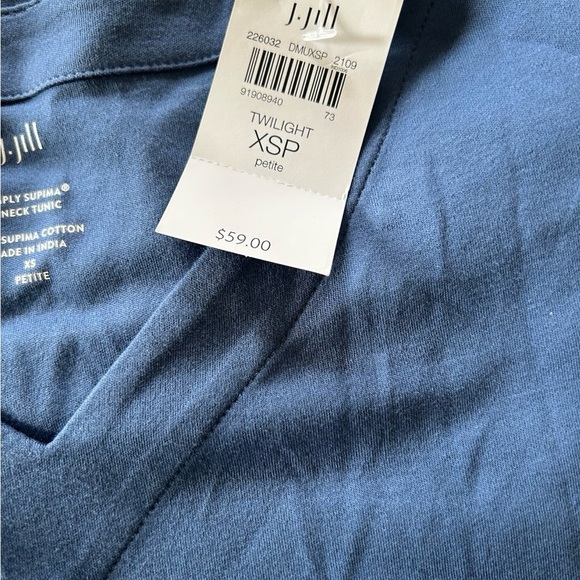 J.Jill
226032 DMUXSP 2109
91908940 73
TWILIGHT
XSP
petite
$59.00
J.Jill
PLY SUPIMA®
NECK TUNIC
SUPIMA COTTON
ADE IN INDIA
XS
PETITE